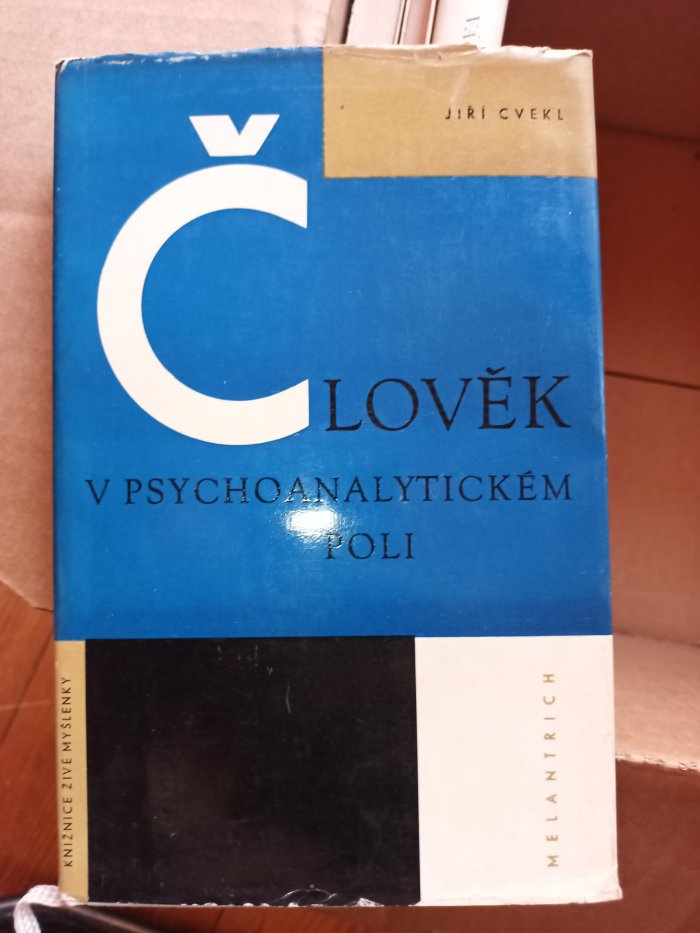 JIŘÍ CVEKL
ČLOVĚK
V PSYCHOANALYTICKÉM
POLI
KNIŽNICE ŽIVÉ MYŠLENKY
MELANTRICH